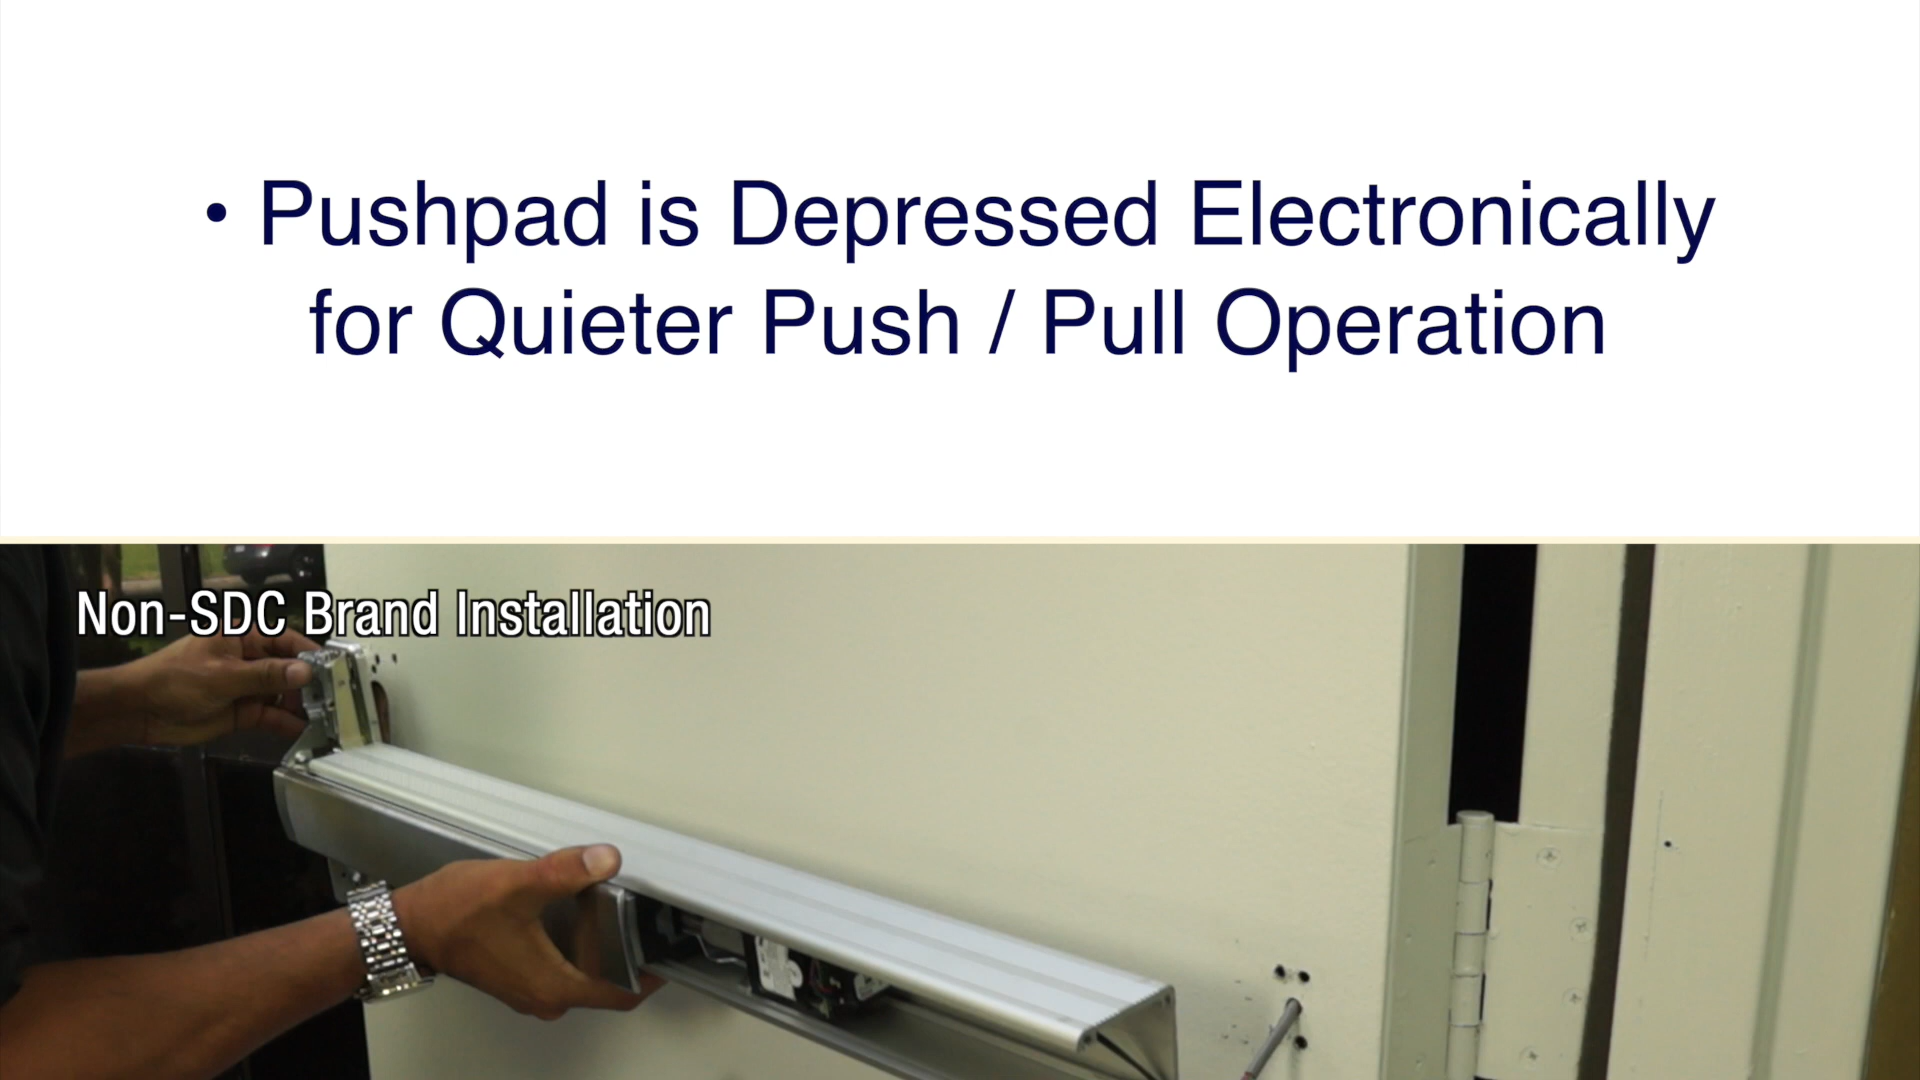 • Pushpad is Depressed Electronically
for Quieter Push / Pull Operation
Non-SDC Brand Installation